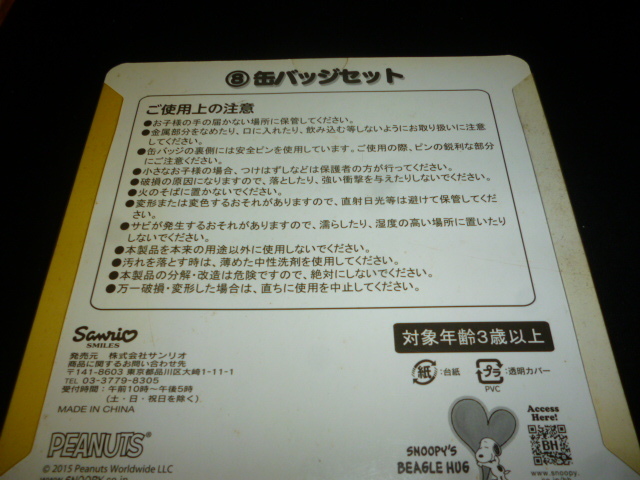 ⑧缶バッジセット
ご使用上の注意
●お子様の手の届かない場所に保管してください。
●金属部分をなめたり、口に入れたり、飲み込む等しないようにお取り扱いに注意
してください。
●缶バッジの裏側には安全ピンを使用しています。ご使用の際、ピンの鋭利な部分
にご注意ください。
●小さなお子様の場合、つけはずしなどは保護者の方が行ってください。
●破損の原因になりますので、落としたり、強い衝撃を与えたりしないでください。
●火のそばに置かないでください。
●変形または変色するおそれがありますので、直射日光等は避けて保管してくだ
さい。
●サビが発生するおそれがありますので、濡らしたり、湿度の高い場所に置いたり
しないでください。
●本製品を本来の用途以外に使用しないでください。
●汚れを落とす時は、薄めた中性洗剤を使用してください。
●本製品の分解・改造は危険ですので、絶対にしないでください。
●万一破損・変形した場合は、直ちに使用を中止してください。
Sanrio
SMILES
対象年齢3歳以上
発売元 株式会社サンリオ
商品に関するお問い合わせ先
〒141-8603 東京都品川区大崎1-11-1
TEL 03-3779-8305
受付時間：午前10時～午後5時
(土・日・祝日を除く)
MADE IN CHINA
紙：台紙
プラ：透明カバー
PVC
PEANUTS®
© 2015 Peanuts Worldwide LLC
www.SNOOPY.co.jp
SNOOPY'S
BEAGLE HUG
Access
Here!
BH
www.snoopy.